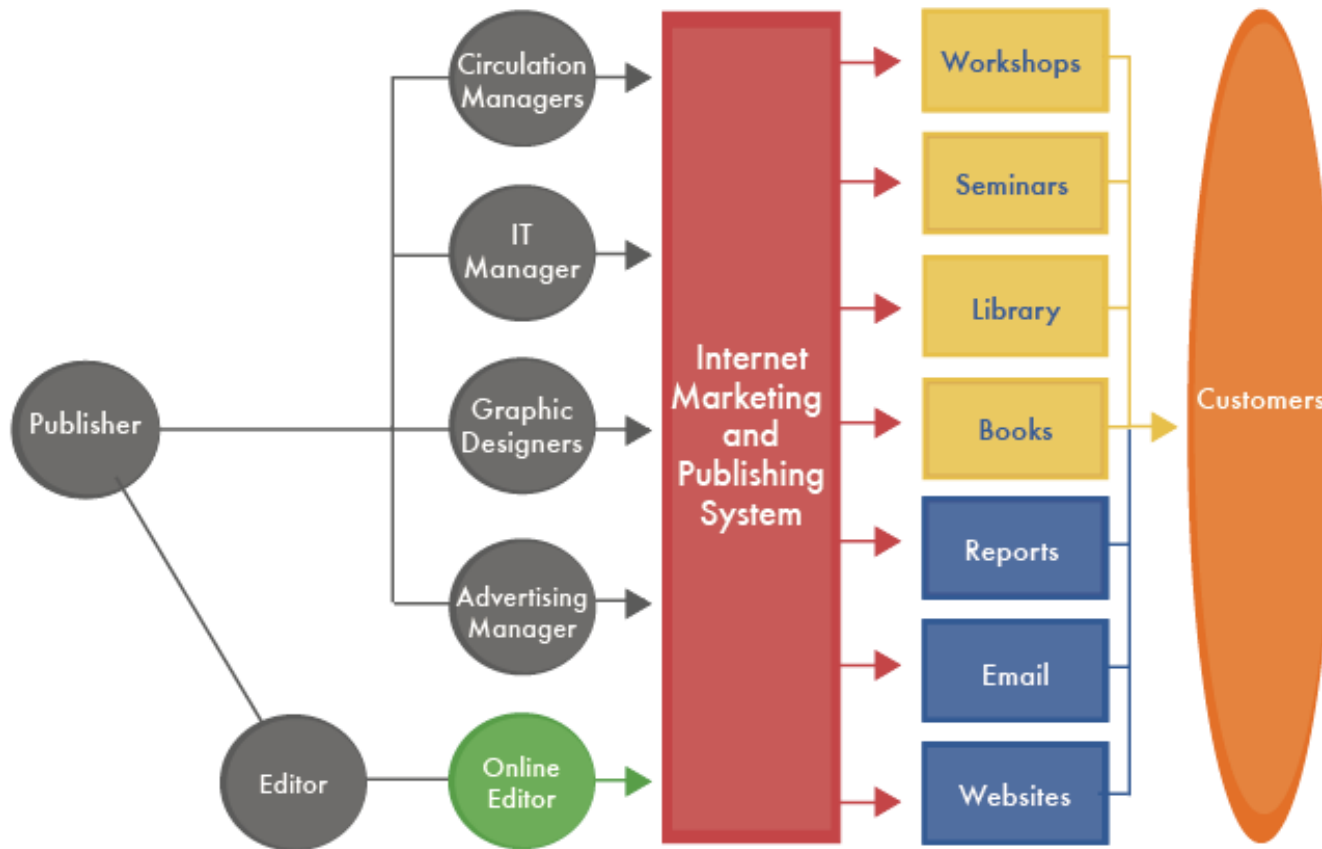 Circulation
Managers
IT
Manager
Publisher
Graphic
Designers
Advertising
Manager
Editor
Online
Editor
Internet
Marketing
and
Publishing
System
Workshops
Seminars
Library
Books
Reports
Email
Websites
Customers